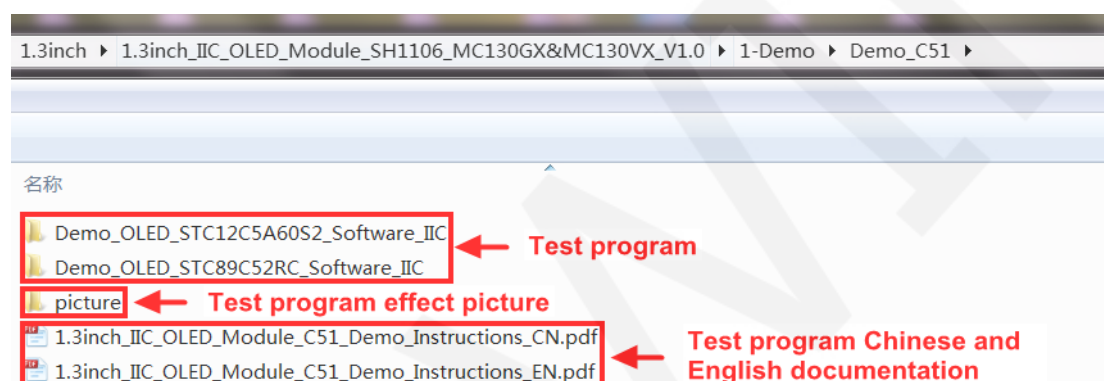 1.3inch ▸ 1.3inch_IIC_OLED_Module_SH1106_MC130GX&MC130VX_V1.0 ▸ 1-Demo ▸ Demo_C51 ▸
名称
Demo_OLED_STC12C5A60S2_Software_IIC
Test program
Demo_OLED_STC89C52RC_Software_IIC
picture
Test program effect picture
1.3inch_IIC_OLED_Module_C51_Demo_Instructions_CN.pdf
1.3inch_IIC_OLED_Module_C51_Demo_Instructions_EN.pdf
Test program Chinese and
English documentation